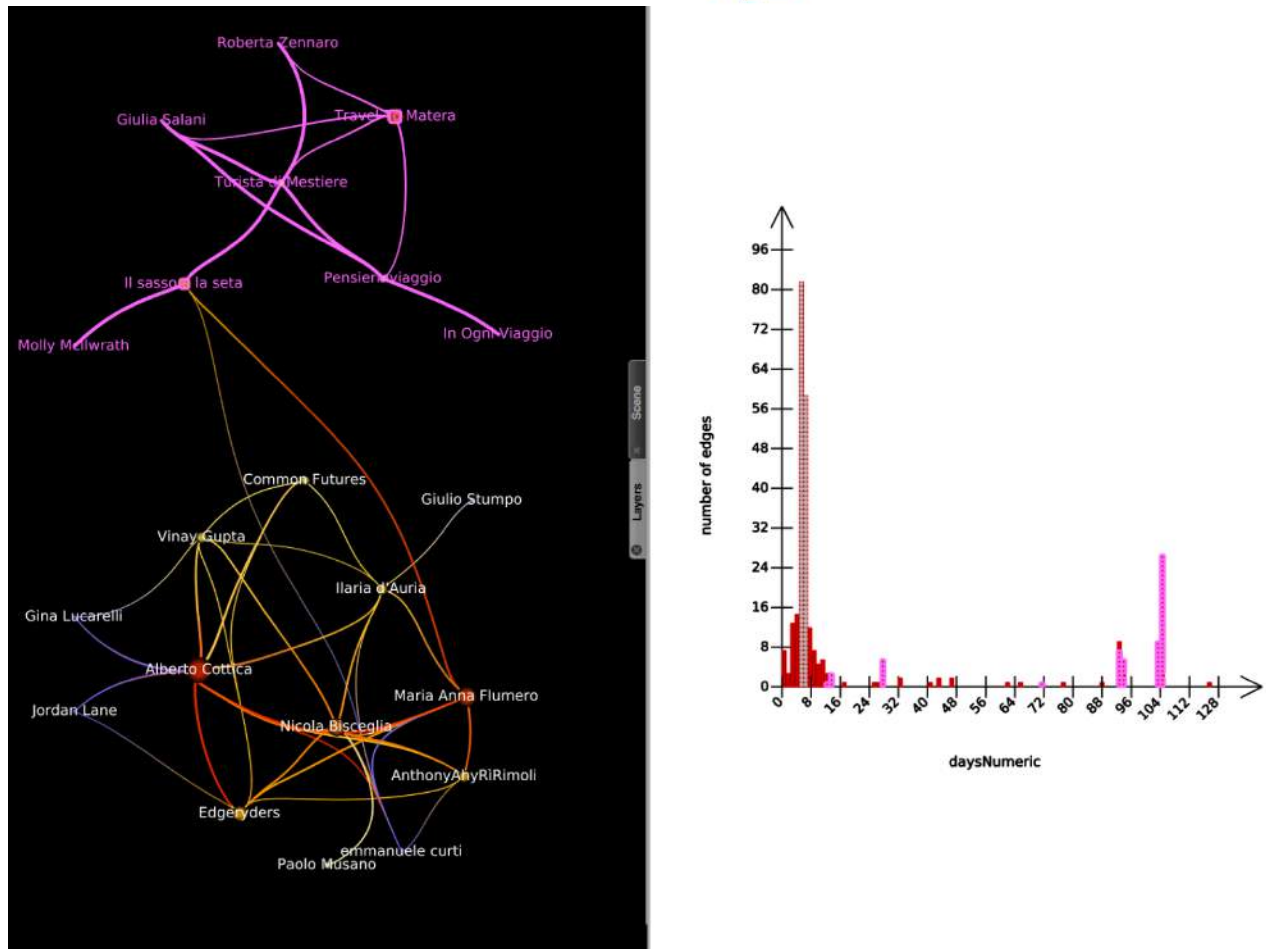 Roberta Zennaro
Giulia Salani
Travel Matera
Turista di Mestiere
Il sasso la seta
Pensieri viaggio
In Ogni Viaggio
Molly McIlwrath
Common Futures
Giulio Stumpo
Vinay Gupta
Ilaria d'Auria
Gina Lucarelli
Alberto Cottica
Maria Anna Flumero
Jordan Lane
Nicola Bisceglia
AnthonyAhyRìRimoli
Edgeryders
emmanuele curti
Paolo Musano
Scene
Layers
number of edges
96
80
72
64
56
48
40
32
24
16
8
0
0 8 16 24 32 40 48 56 64 72 80 88 96 104 112 128
daysNumeric